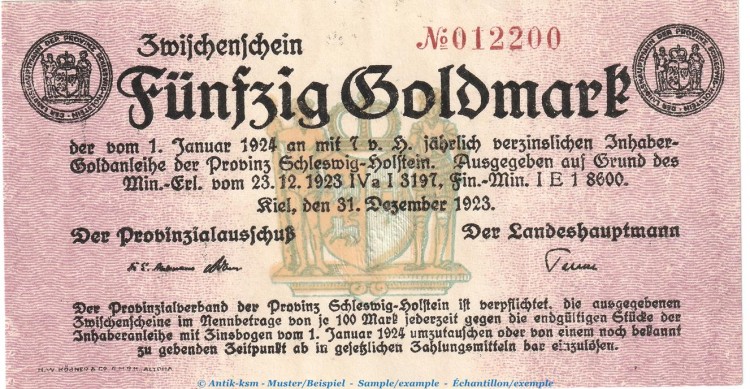 Zwischenschein
№012200
Fünfzig Goldmark
der vom 1. Januar 1924 an mit 7 v. H. jährlich verzinslichen Inhaber-
Goldanleihe der Provinz Schleswig-Holstein. Ausgegeben auf Grund des
Min.-Erl. vom 23. 12. 1923 IVa I 3197, Fin.-Min. I E 1 8600.
Kiel, den 31. Dezember 1923.
Der Provinzialausschuß
Der Landeshauptmann
Der Provinzialverband der Provinz Schleswig-Holstein ist verpflichtet, die ausgegebenen
Zwischenscheine im Nennbetrage von je 100 Mark jederzeit gegen die endgültigen Stücke der
Inhaberanleihe mit Zinsbogen vom 1. Januar 1924 umzutauschen oder von einem noch bekannt
zu gebenden Zeitpunkt ab in gesetzlichen Zahlungsmitteln bar einzulösen.
H.W. KÖBNER & CO. G.M.B.H. ALTONA
© Antik-ksm - Muster/Beispiel - Sample/example - Échantillon/exemple